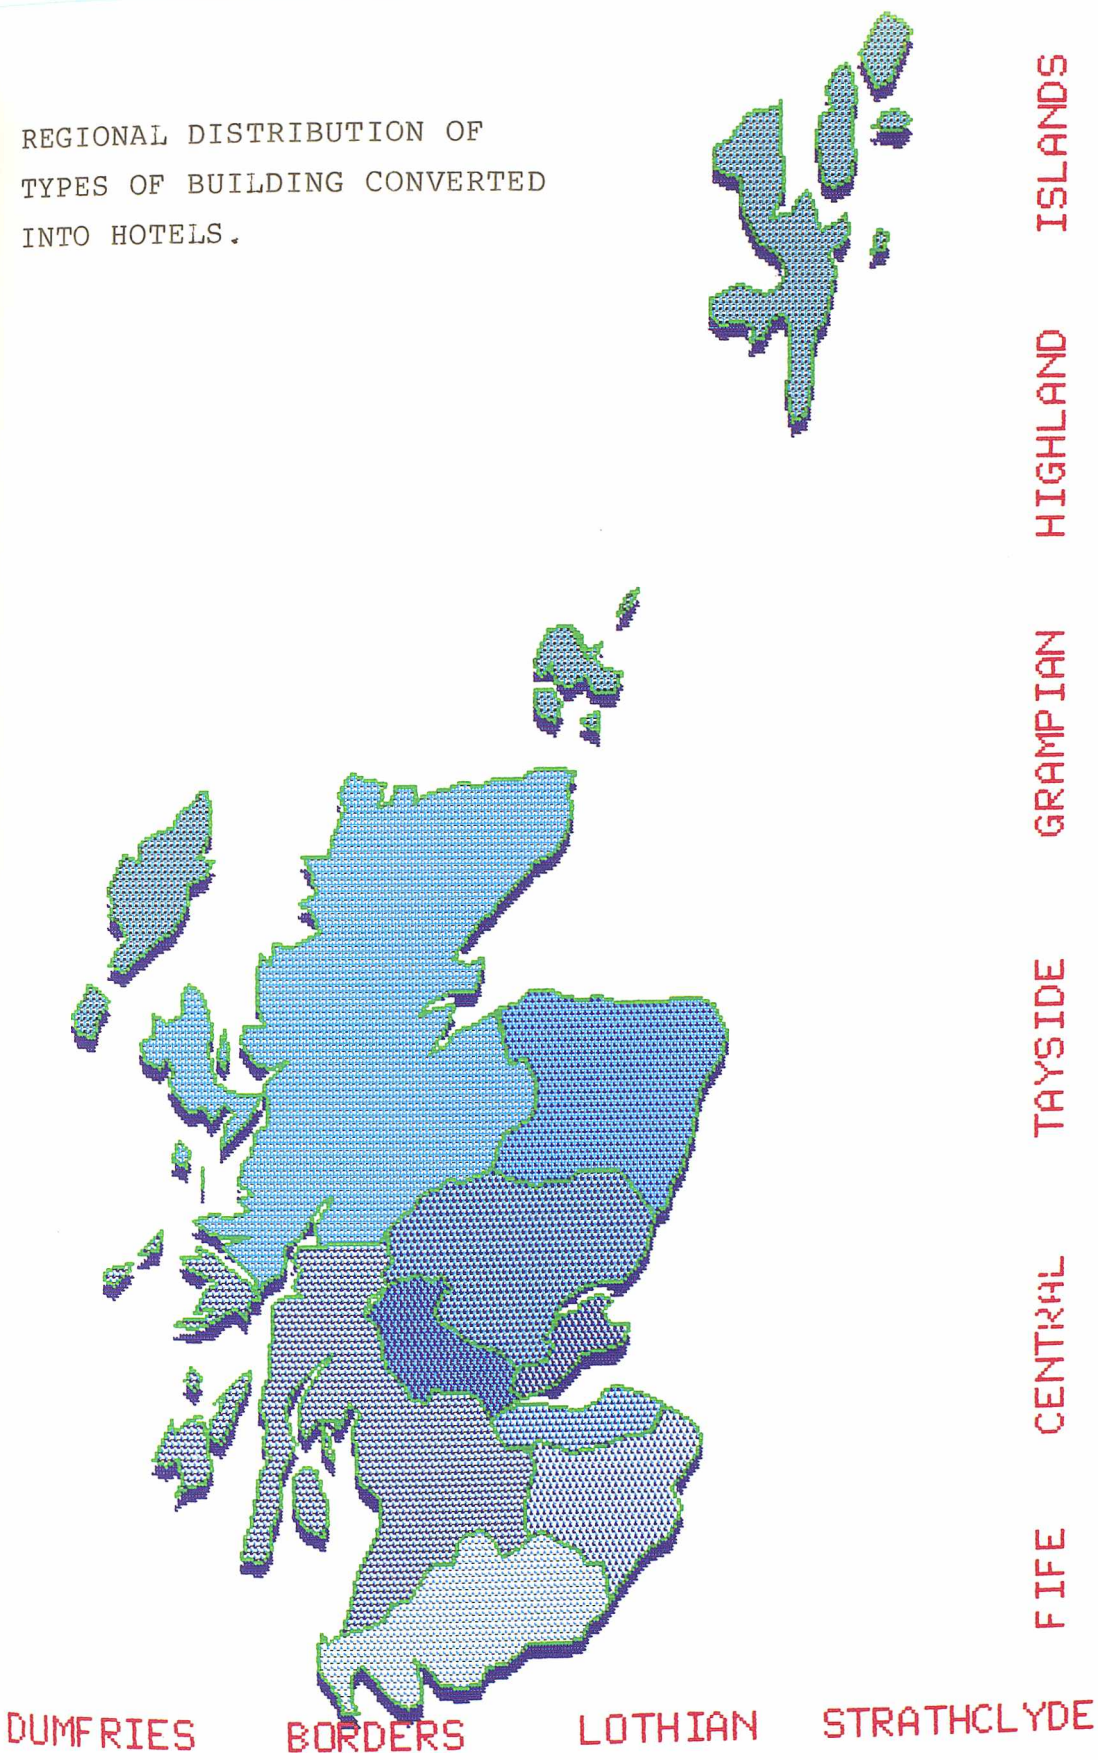 REGIONAL DISTRIBUTION OF
TYPES OF BUILDING CONVERTED
INTO HOTELS.
ISLANDS
HIGHLAND
GRAMPIAN
TAYSIDE
CENTRAL
FIFE
DUMFRIES BORDERS LOTHIAN STRATHCLYDE